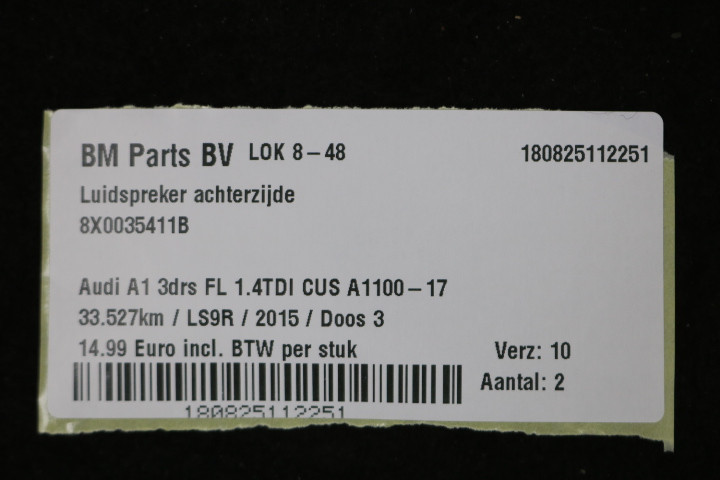 BM Parts BV LOK 8-48 180825112251
Luidspreker achterzijde
8X0035411B
Audi A1 3drs FL 1.4TDI CUS A1100-17
33.527km / LS9R / 2015 / Doos 3
14.99 Euro incl. BTW per stuk Verz: 10
Aantal: 2
180825112251